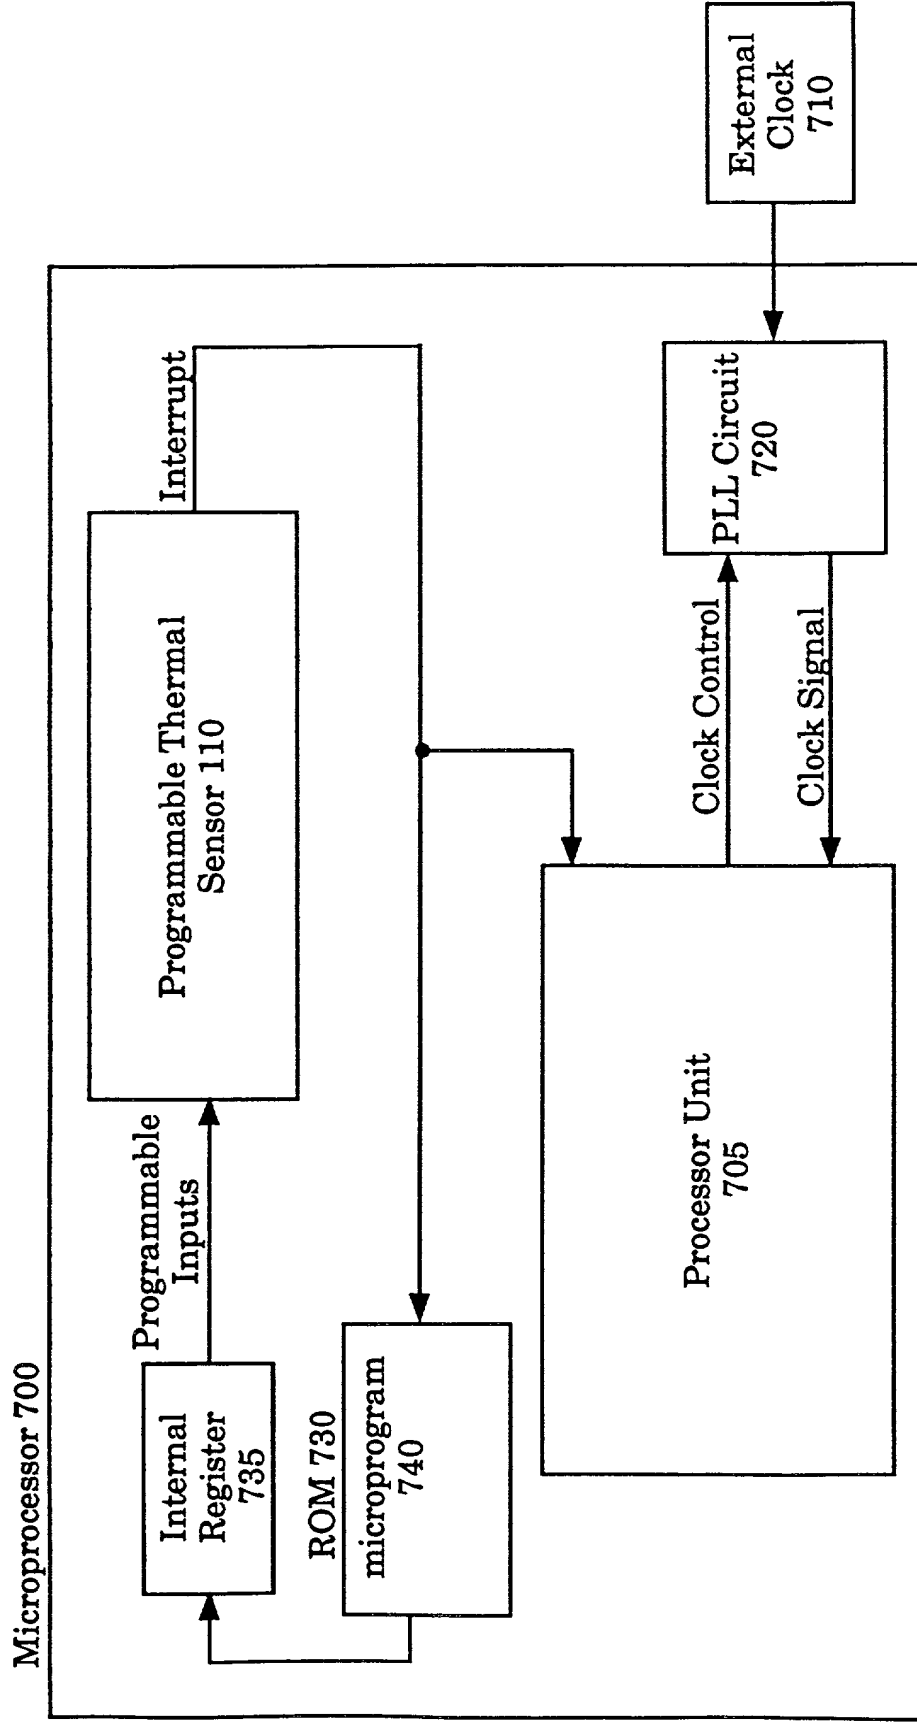 Microprocessor 700
Internal
Register
735
Programmable
Inputs
Programmable Thermal
Sensor 110
Interrupt
ROM 730
microprogram
740
Processor Unit
705
Clock Control
Clock Signal
PLL Circuit
720
External
Clock
710